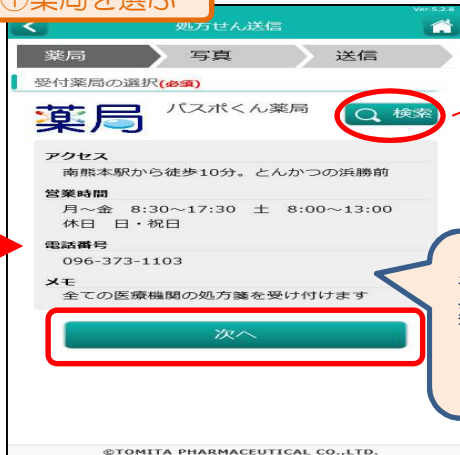 ①薬局を選ぶ
Ver.5.2.8
処方せん送信
薬局 写真 送信
受付薬局の選択(必須)
薬局 パスポくん薬局 検索
アクセス
南熊本駅から徒歩10分。とんかつの浜勝前
営業時間
月～金 8:30～17:30 土 8:00～13:00
休日 日・祝日
電話番号
096-373-1103
メモ
全ての医療機関の処方箋を受け付けます
次へ
©TOMITA PHARMACEUTICAL CO.,LTD.